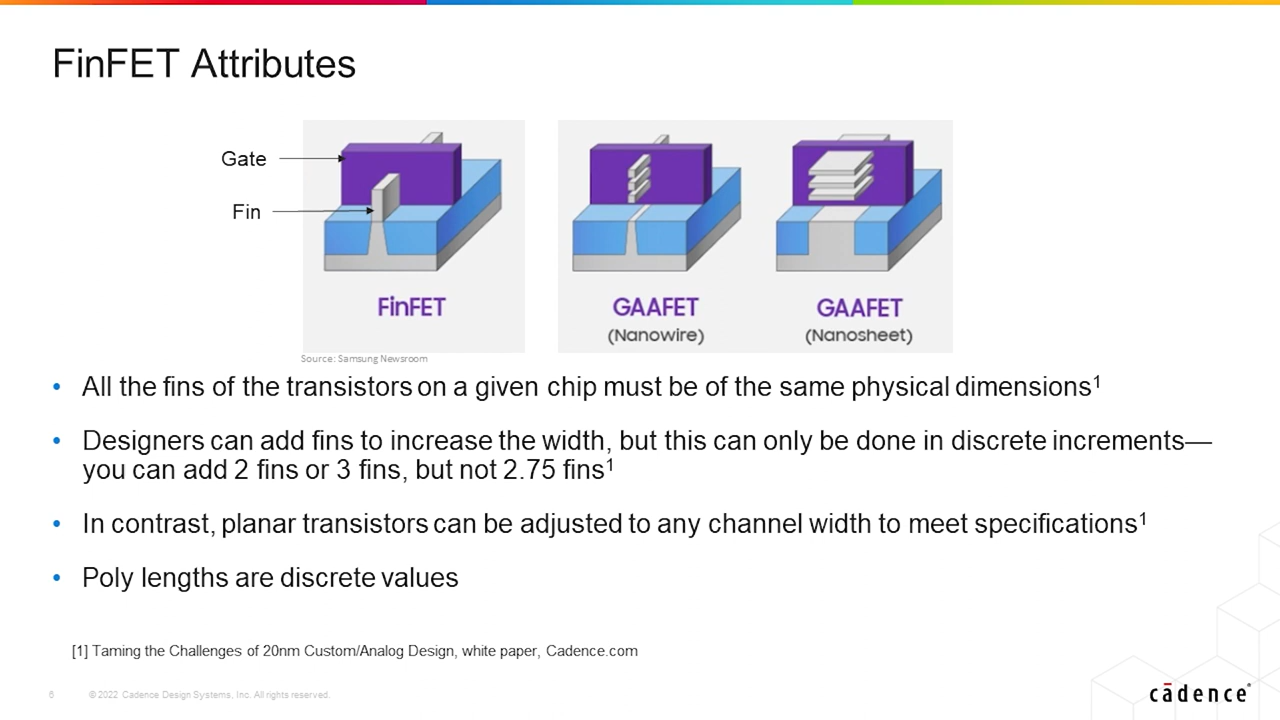 FinFET Attributes
Gate
Fin
FinFET
GAAFET
(Nanowire)
GAAFET
(Nanosheet)
Source: Samsung Newsroom
• All the fins of the transistors on a given chip must be of the same physical dimensions¹
• Designers can add fins to increase the width, but this can only be done in discrete increments—
you can add 2 fins or 3 fins, but not 2.75 fins¹
• In contrast, planar transistors can be adjusted to any channel width to meet specifications¹
• Poly lengths are discrete values
[1] Taming the Challenges of 20nm Custom/Analog Design, white paper, Cadence.com
6 © 2022 Cadence Design Systems, Inc. All rights reserved.
cādence®